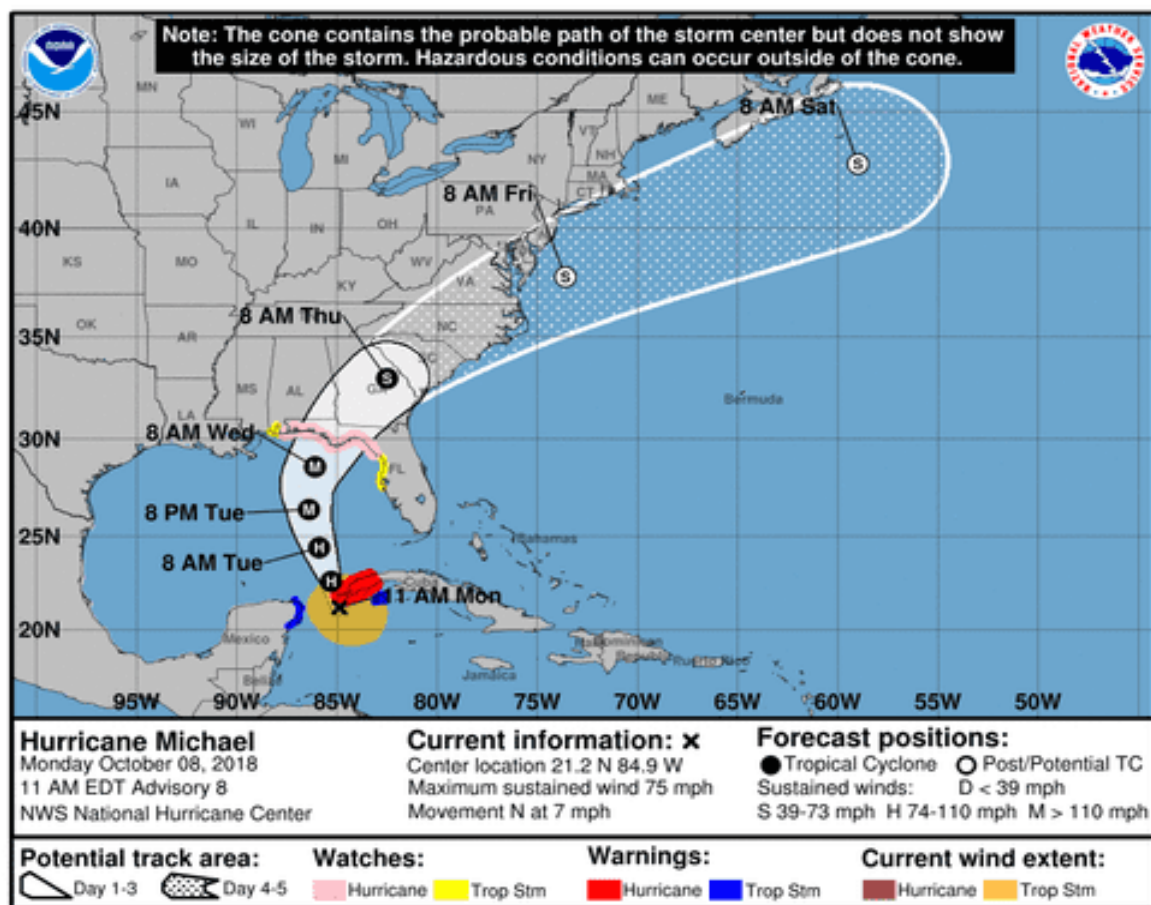 Note: The cone contains the probable path of the storm center but does not show
the size of the storm. Hazardous conditions can occur outside of the cone.
NOAA
NATIONAL WEATHER SERVICE
MN
ME
45N
8 AM Sat
WI
VT
NH
MI
NY
MA
CT
IA
8 AM Fri
PA
40N
IL
IN
OH
KS
MO
WV
VA
KY
8 AM Thu
NC
35N
OK
AR
SC
MS
AL
GA
Bermuda
LA
8 AM Wed
30N
FL
8 PM Tue
25N
Bahamas
8 AM Tue
Cuba
11 AM Mon
20N
Mexico
Dominican
Republic
Puerto Rico
Jamaica
Belize
95W 90W 85W 80W 75W 70W 65W 60W 55W 50W
M
M
H
H
S
S
S
Hurricane Michael
Monday October 08, 2018
11 AM EDT Advisory 8
NWS National Hurricane Center
Current information: x
Center location 21.2 N 84.9 W
Maximum sustained wind 75 mph
Movement N at 7 mph
Forecast positions:
Tropical Cyclone Post/Potential TC
Sustained winds: D < 39 mph
S 39-73 mph H 74-110 mph M > 110 mph
Potential track area:
Day 1-3 Day 4-5
Watches:
Hurricane Trop Stm
Warnings:
Hurricane Trop Stm
Current wind extent:
Hurricane Trop Stm